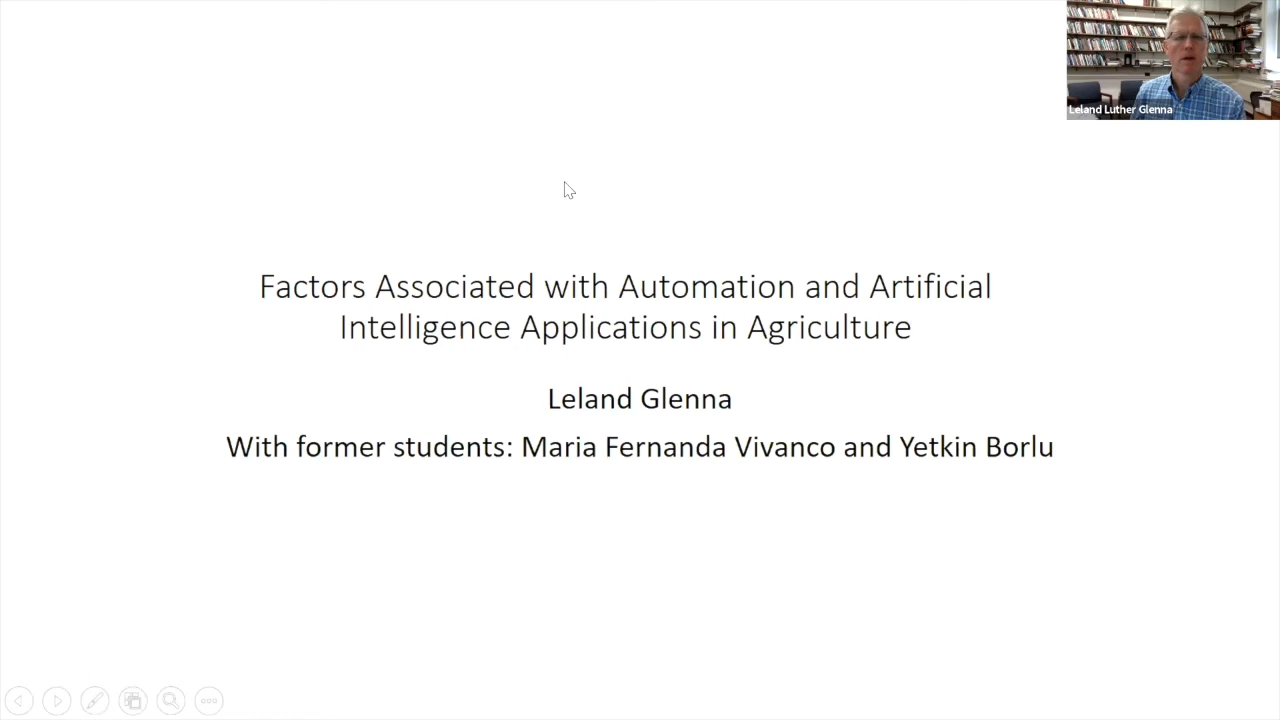 Leland Luther Glenna
Factors Associated with Automation and Artificial
Intelligence Applications in Agriculture
Leland Glenna
With former students: Maria Fernanda Vivanco and Yetkin Borlu